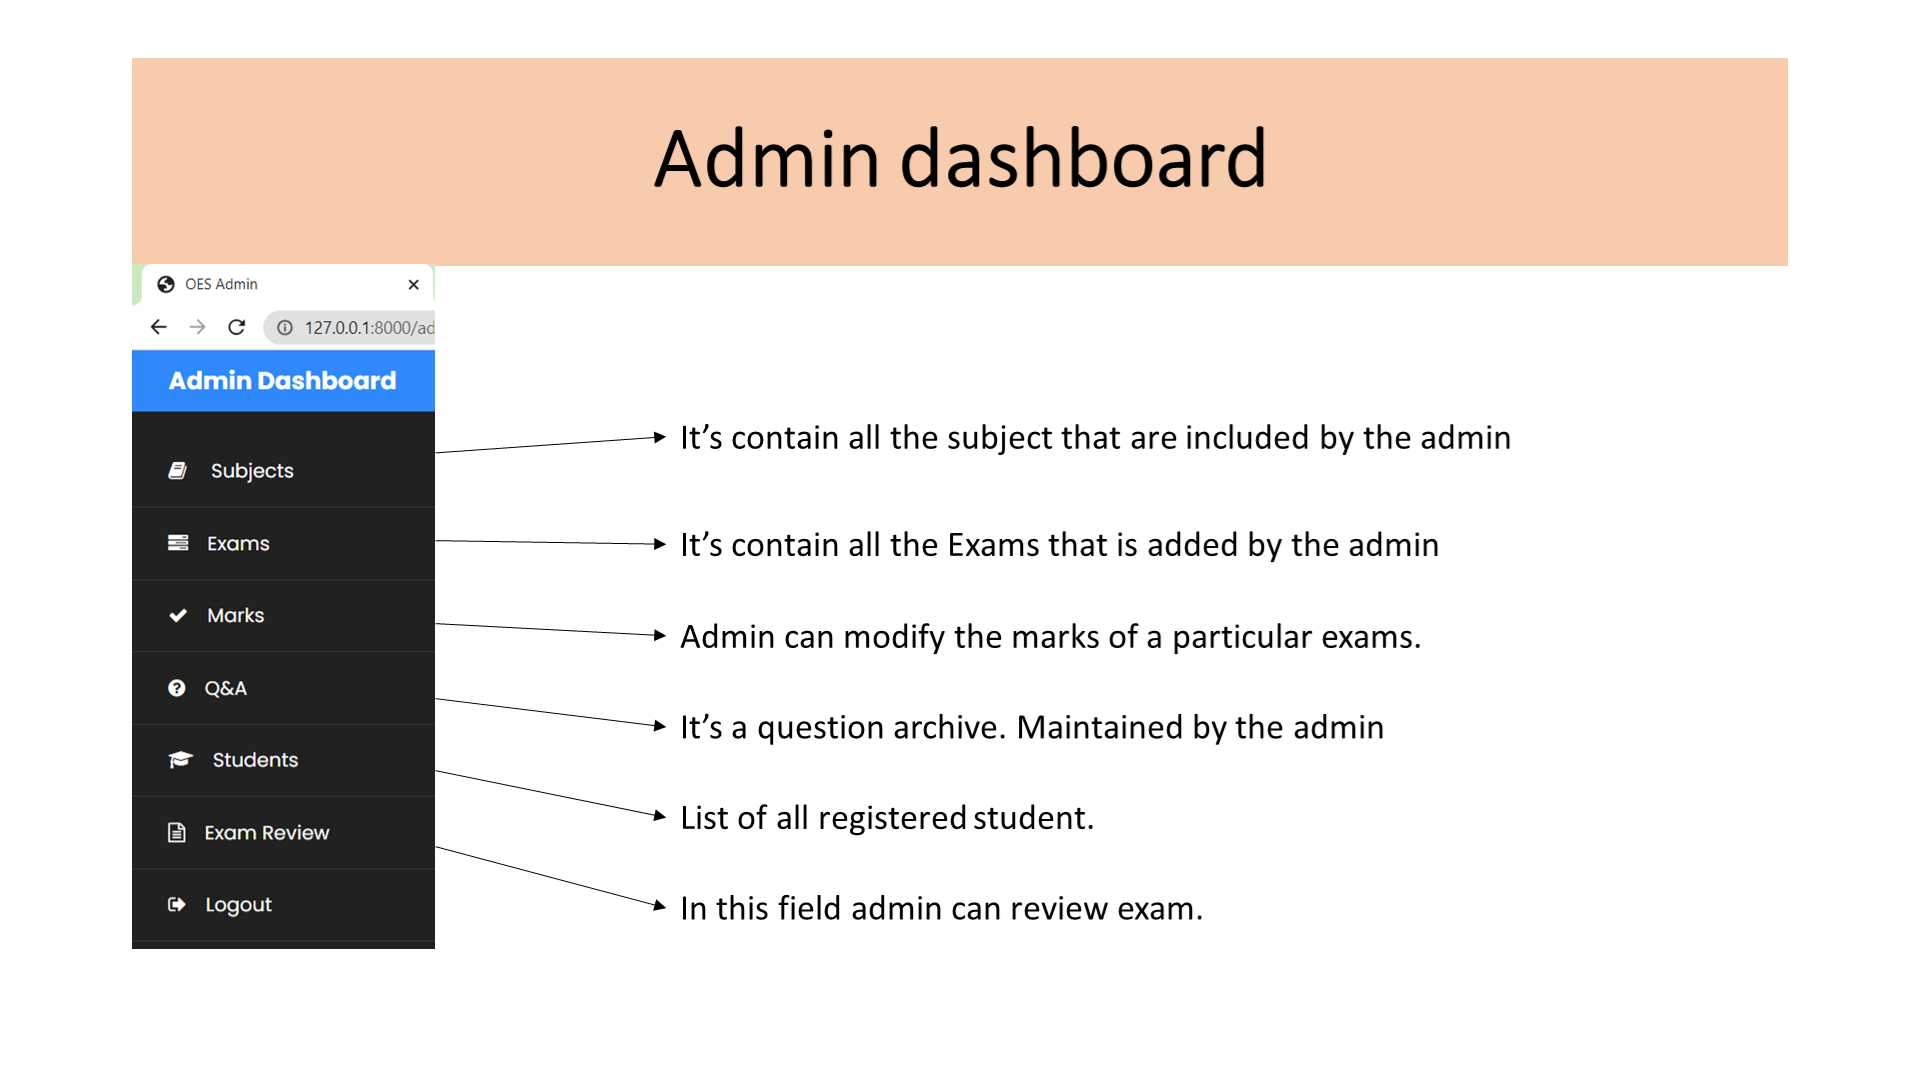 Admin dashboard
OES Admin
127.0.0.1:8000/ad
Admin Dashboard
Subjects
It’s contain all the subject that are included by the admin
Exams
It’s contain all the Exams that is added by the admin
Marks
Admin can modify the marks of a particular exams.
Q&A
It’s a question archive. Maintained by the admin
Students
List of all registered student.
Exam Review
In this field admin can review exam.
Logout